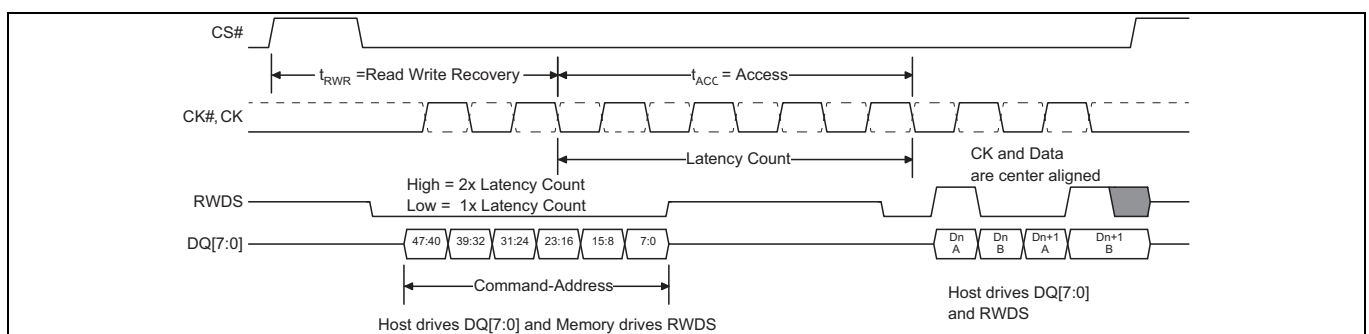 CS#
tRWR =Read Write Recovery
tACC = Access
CK#, CK
Latency Count
CK and Data
are center aligned
High = 2x Latency Count
Low = 1x Latency Count
RWDS
DQ[7:0]
47:40 39:32 31:24 23:16 15:8 7:0
Dn
A
Dn
B
Dn+1
A
Dn+1
B
Command-Address
Host drives DQ[7:0]
and RWDS
Host drives DQ[7:0] and Memory drives RWDS